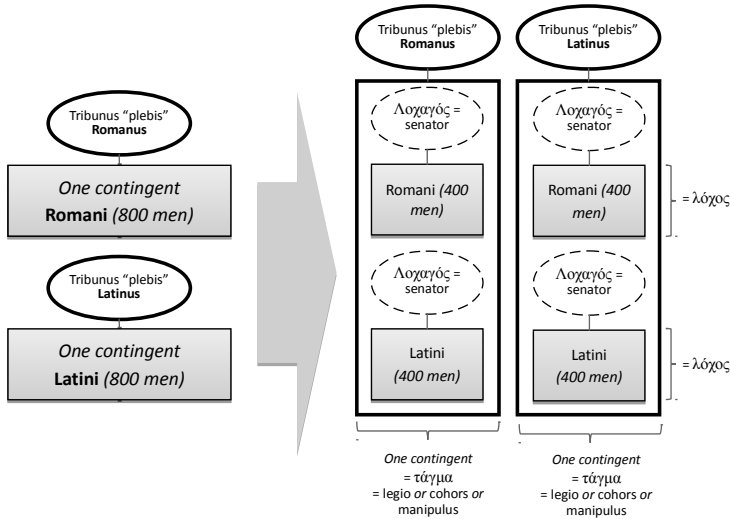 Tribunus “plebis”
Romanus
One contingent
Romani (800 men)
Tribunus “plebis”
Latinus
One contingent
Latini (800 men)
Tribunus “plebis”
Romanus
Λοχαγός =
senator
Romani (400
men)
Λοχαγός =
senator
Latini
(400 men)
One contingent
= τάγμα
= legio or cohors or
manipulus
Tribunus “plebis”
Latinus
Λοχαγός =
senator
Romani (400
men)
= λόχος
Λοχαγός =
senator
Latini
(400 men)
= λόχος
One contingent
= τάγμα
= legio or cohors or
manipulus